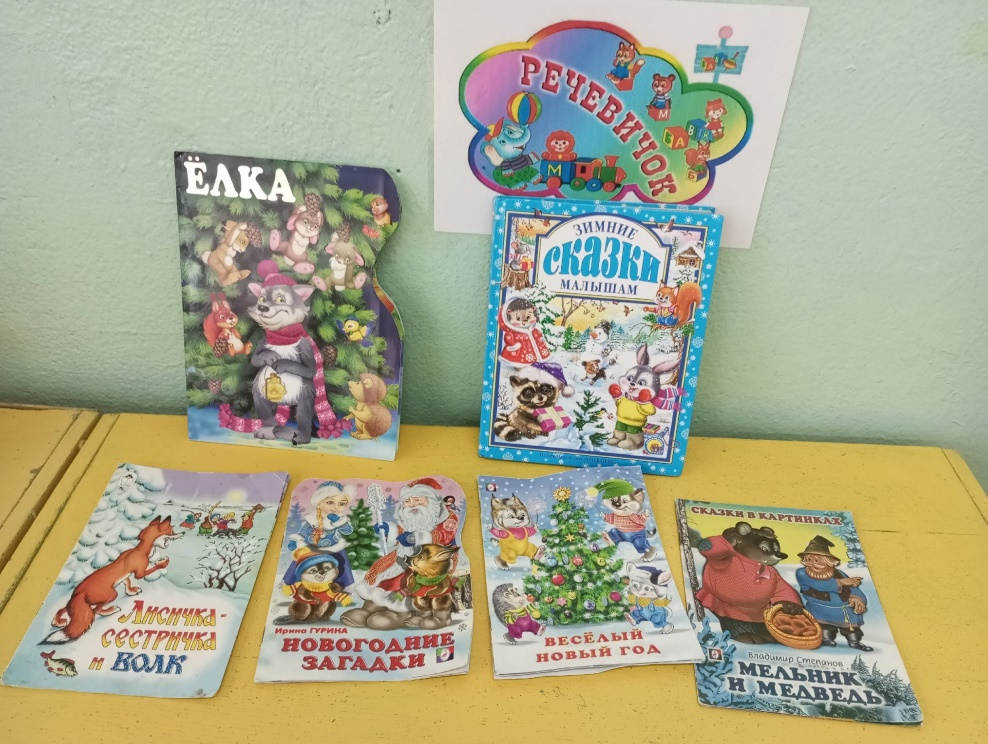 РЕЧЕВИЧОК
М
БАВ
Б
М
ЁЛКА
ЗИМНИЕ
сказки
МАЛЫШАМ
Лисичка-
сестричка
и ВОЛК
Ирина ГУРИНА
НОВОГОДНИЕ
ЗАГАДКИ
ВЕСЁЛЫЙ
НОВЫЙ ГОД
СКАЗКИ В КАРТИНКАХ
Владимир Степанов
МЕЛЬНИК
И МЕДВЕДЬ